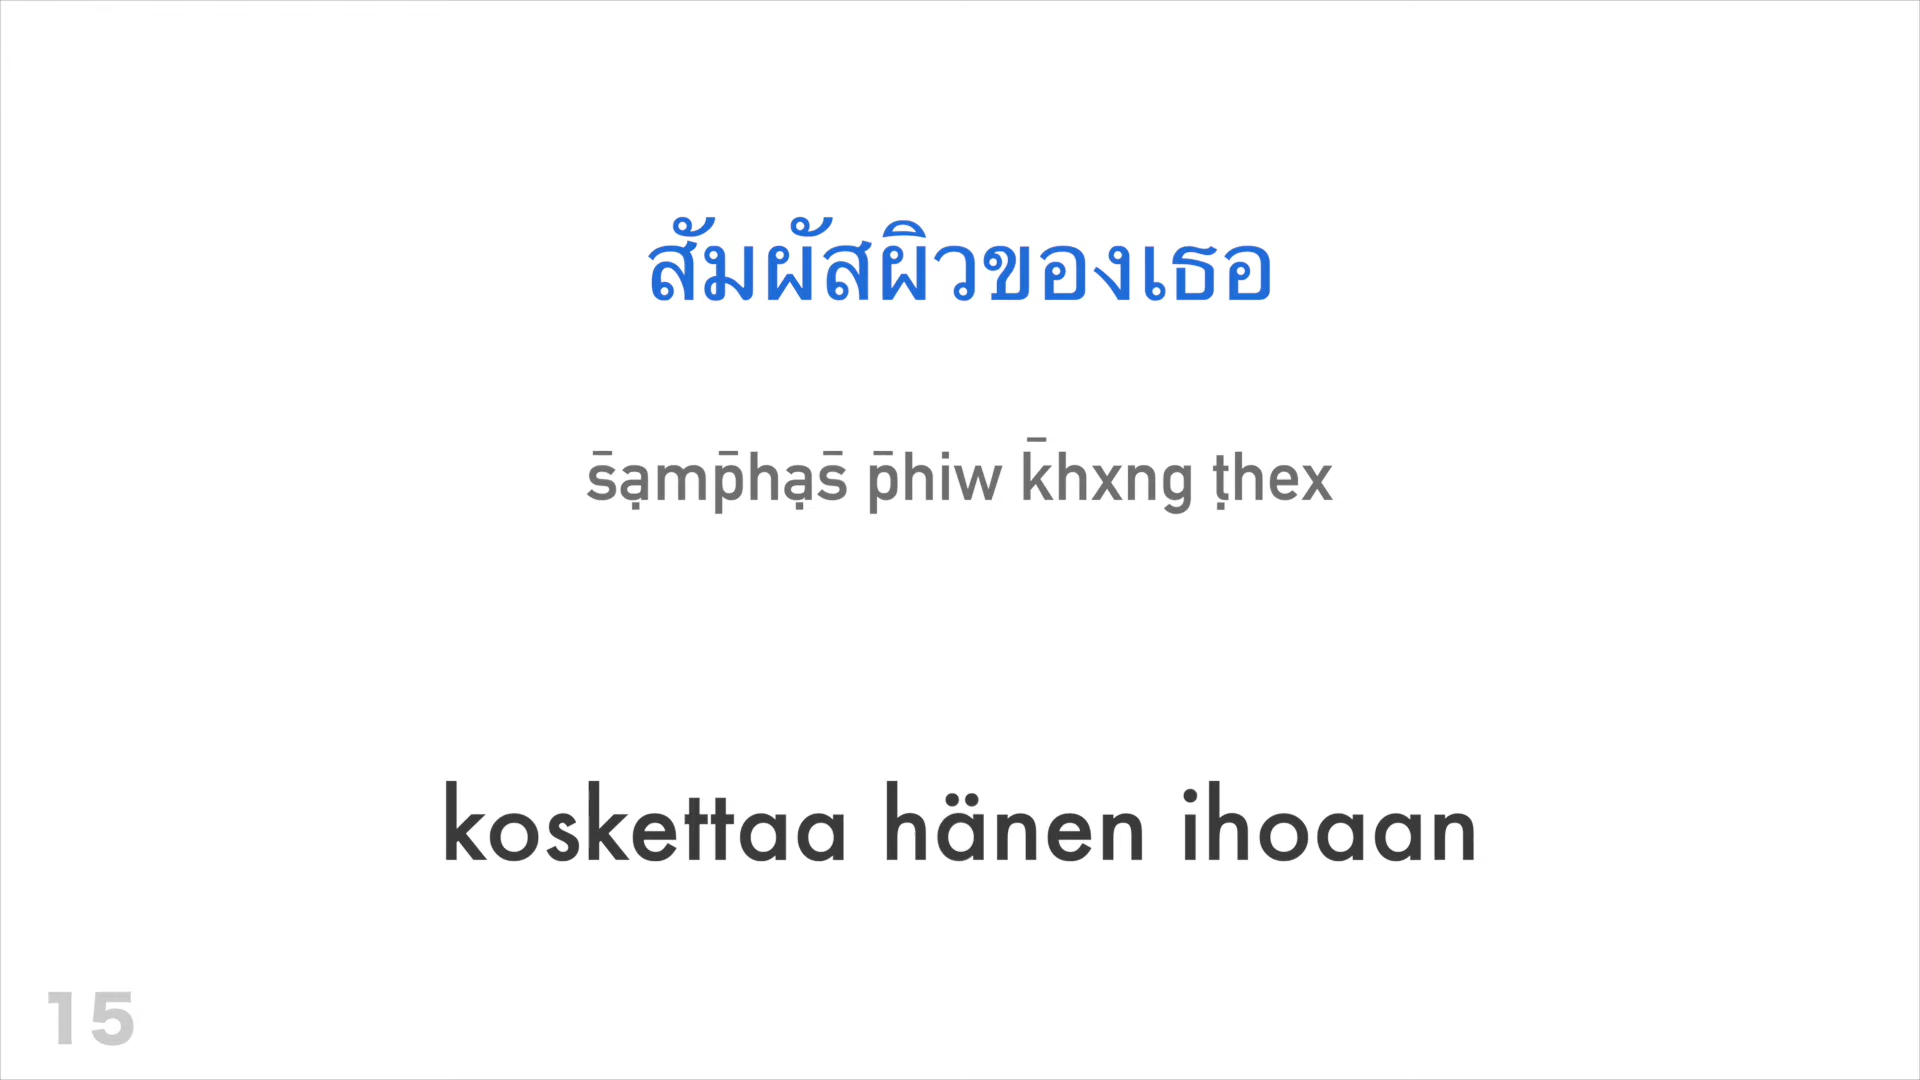 สัมผัสผิวของเธอ
s̄ạmp̄hạs̄ p̄hiw k̄hxng ṭhex
koskettaa hänen ihoaan
15